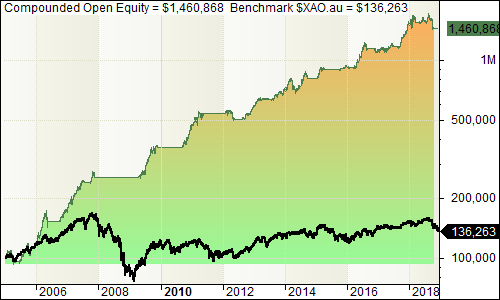 Compounded Open Equity = $1,460,868 Benchmark $XAO.au = $136,263
1,460,868
1M
500,000
200,000
136,263
100,000
2006 2008 2010 2012 2014 2016 2018